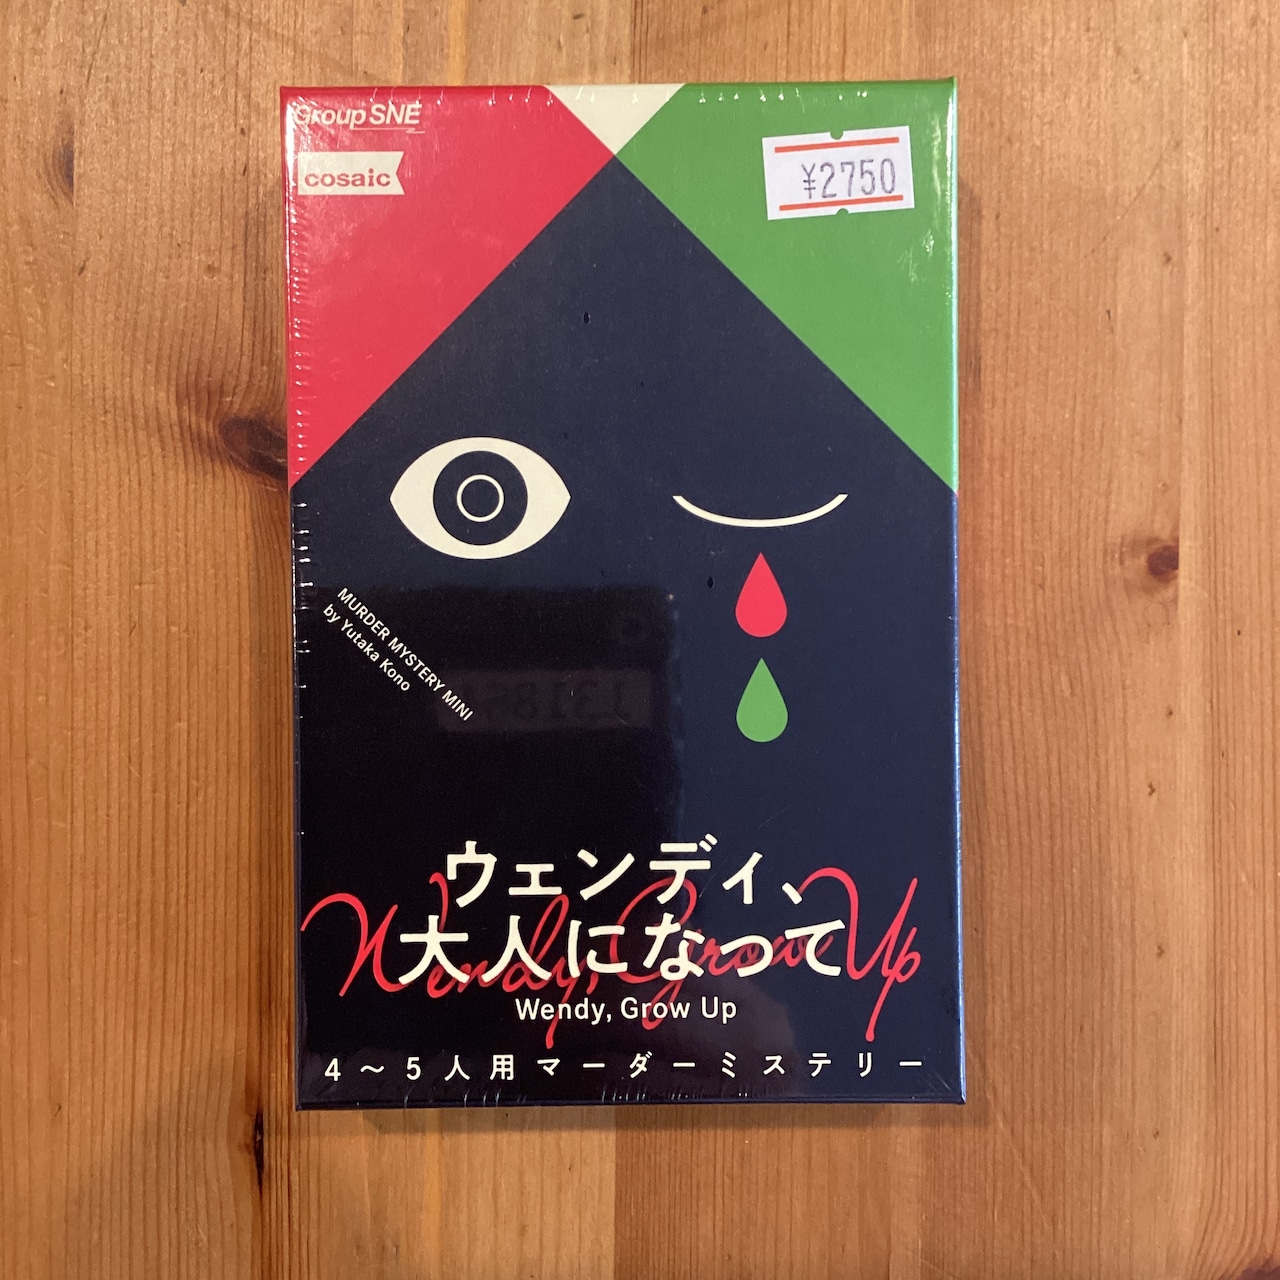 Group SNE
cosaic
¥2750
MURDER MYSTERY MINI
by Yutaka Kono
ウェンディ、
大人になって
Wendy, Grow Up
Wendy, Grow Up
4〜5人用マーダーミステリー